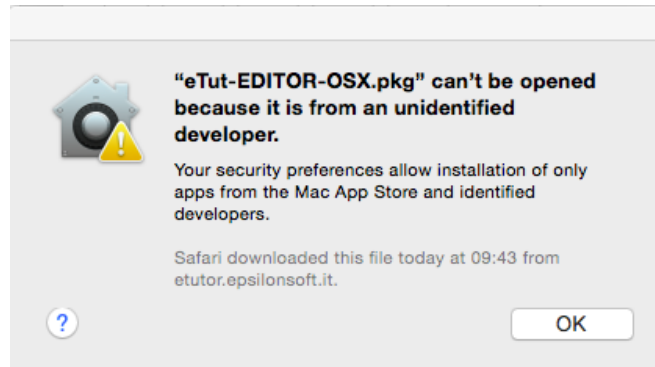 “eTut-EDITOR-OSX.pkg” can’t be opened
because it is from an unidentified
developer.
Your security preferences allow installation of only
apps from the Mac App Store and identified
developers.
Safari downloaded this file today at 09:43 from
etutor.epsilonsoft.it.
?
OK